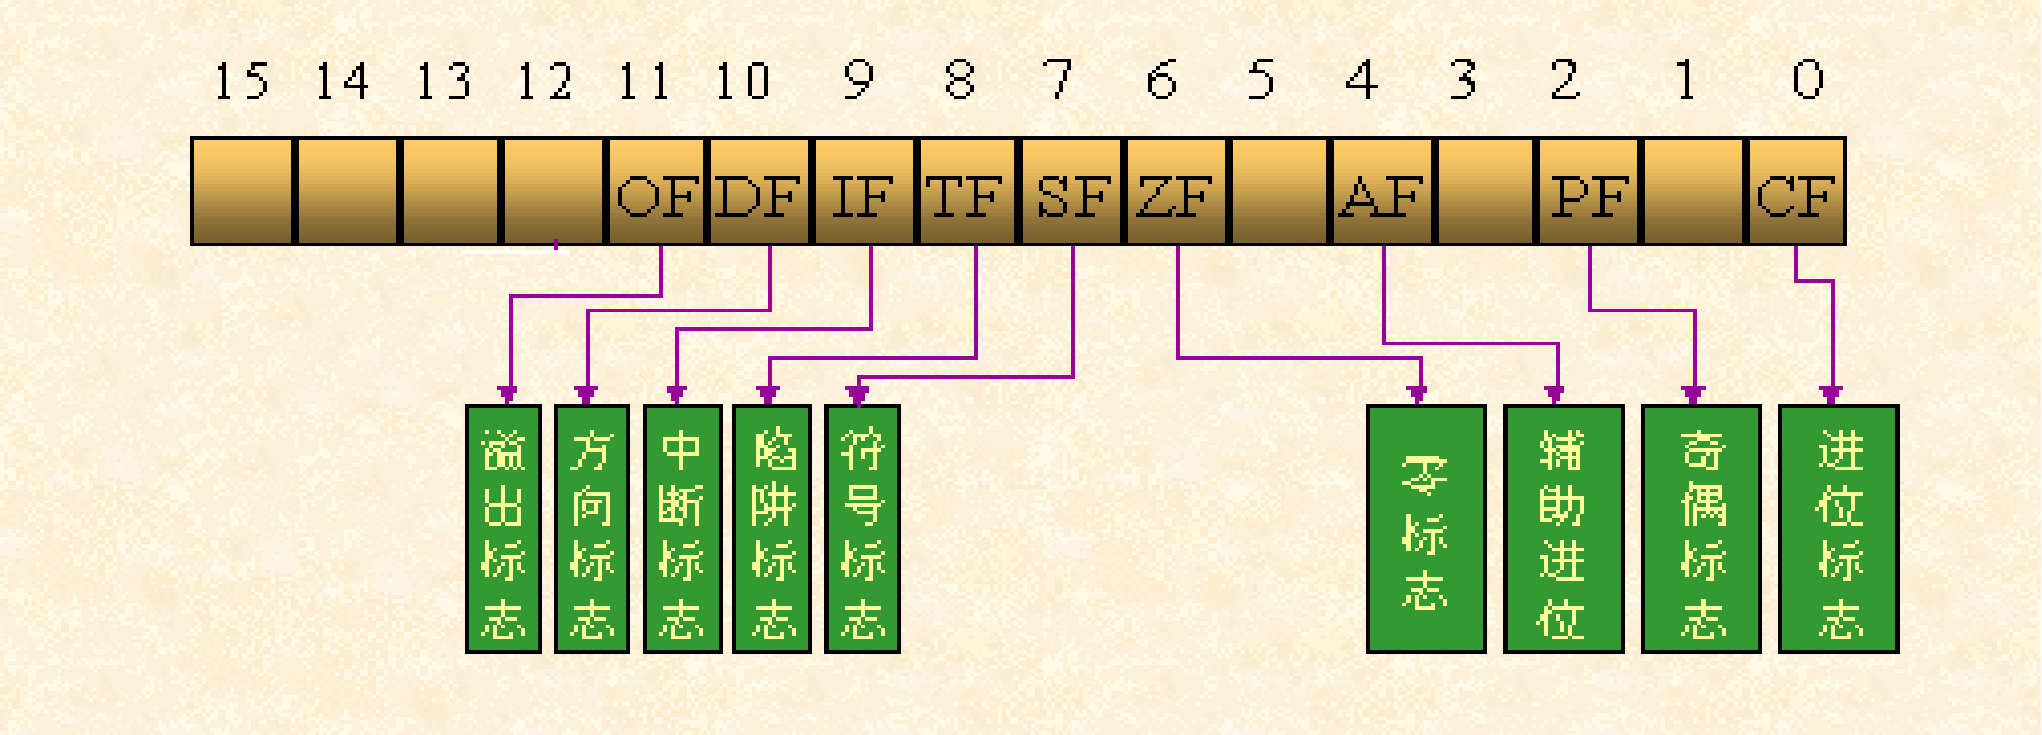 15 14 13 12 11 10 9 8 7 6 5 4 3 2 1 0
OF DF IF TF SF ZF AF PF CF
溢出标志
方向标志
中断标志
陷阱标志
符号标志
零标志
辅助进位
奇偶标志
进位标志